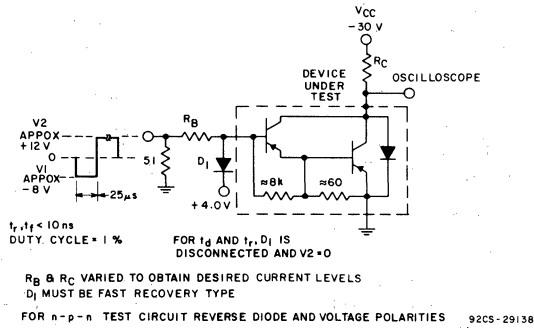 VCC
-30 V
RC
OSCILLOSCOPE
DEVICE
UNDER
TEST
V2
APPOX
+12 V
0
V1
APPOX
-8 V
25μs
51
RB
D1
+4.0V
≈8k
≈60
tr,tf < 10 ns
DUTY CYCLE = 1 %
FOR td AND tr, D1 IS
DISCONNECTED AND V2 = 0
RB & RC VARIED TO OBTAIN DESIRED CURRENT LEVELS
D1 MUST BE FAST RECOVERY TYPE
FOR n-p-n TEST CIRCUIT REVERSE DIODE AND VOLTAGE POLARITIES
92CS-29138